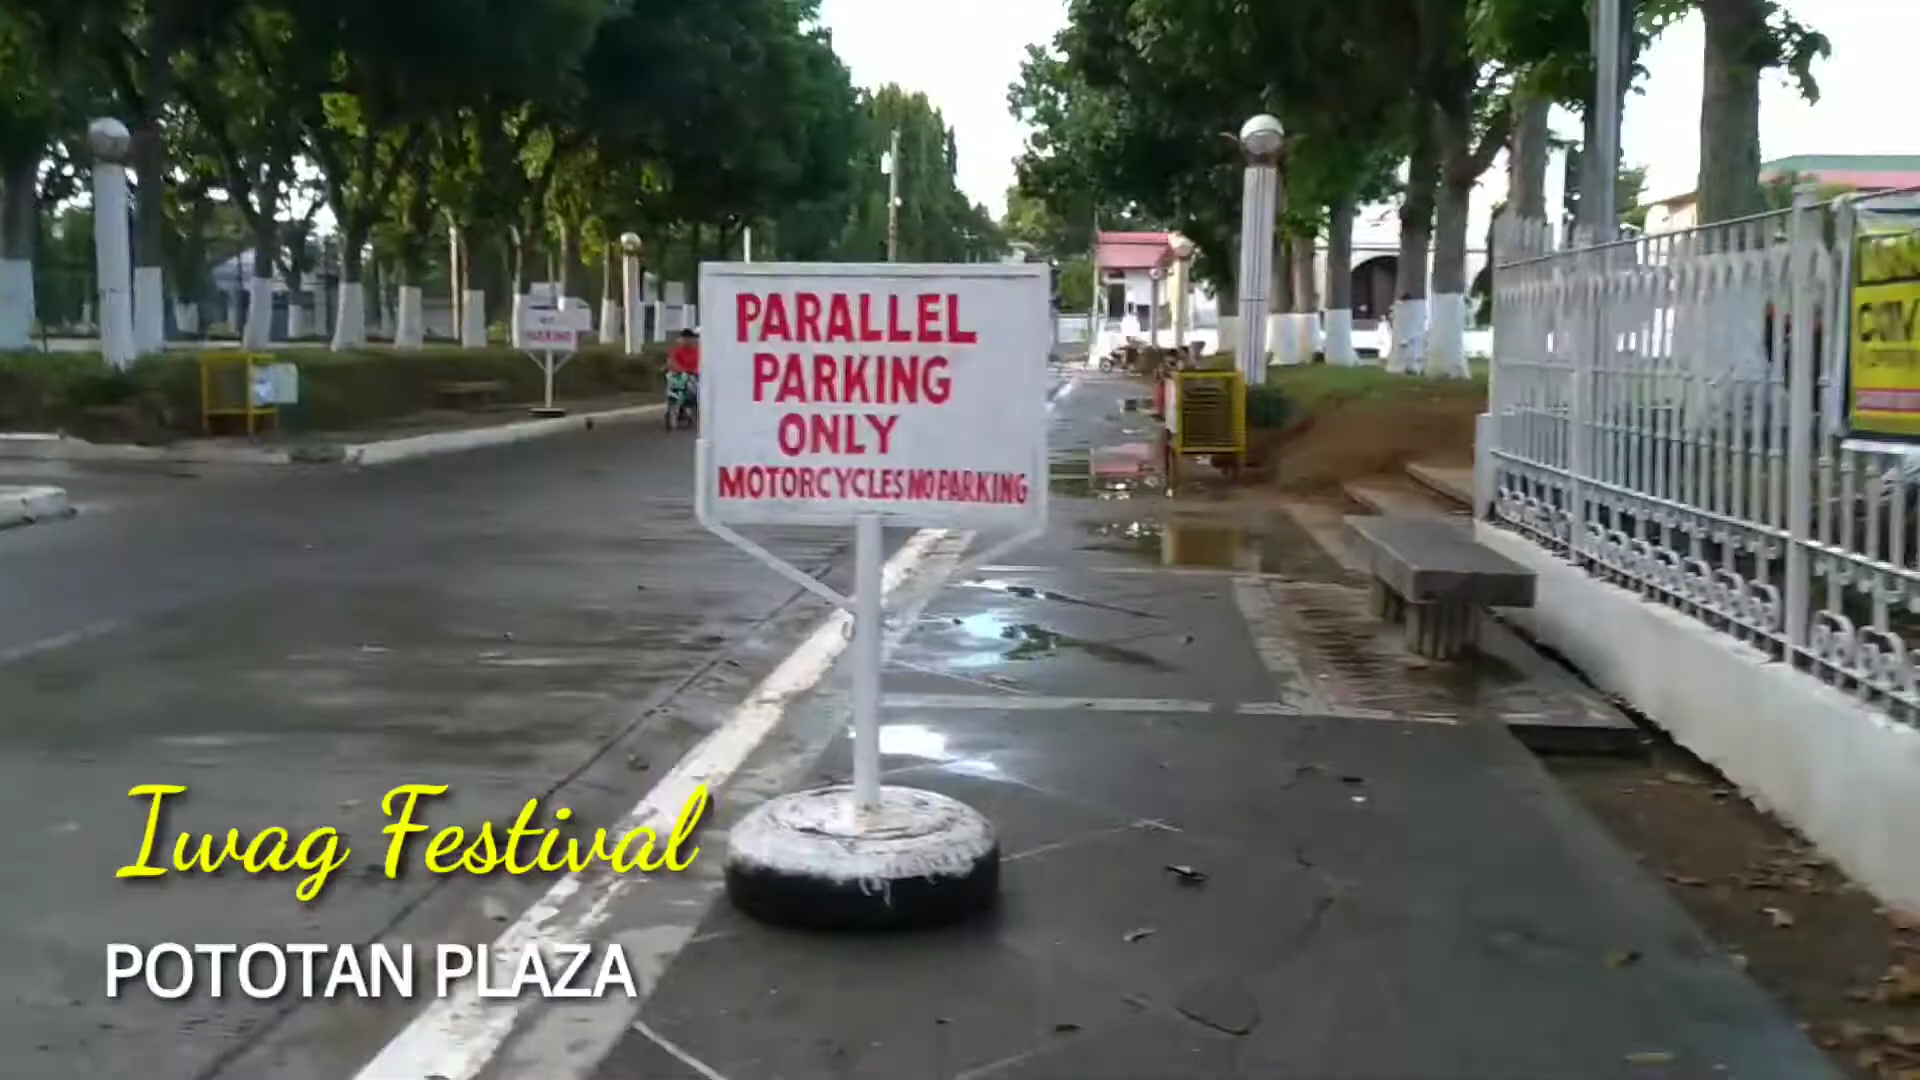 PARALLEL
PARKING
ONLY
MOTORCYCLES NO PARKING
Iwag Festival
POTOTAN PLAZA